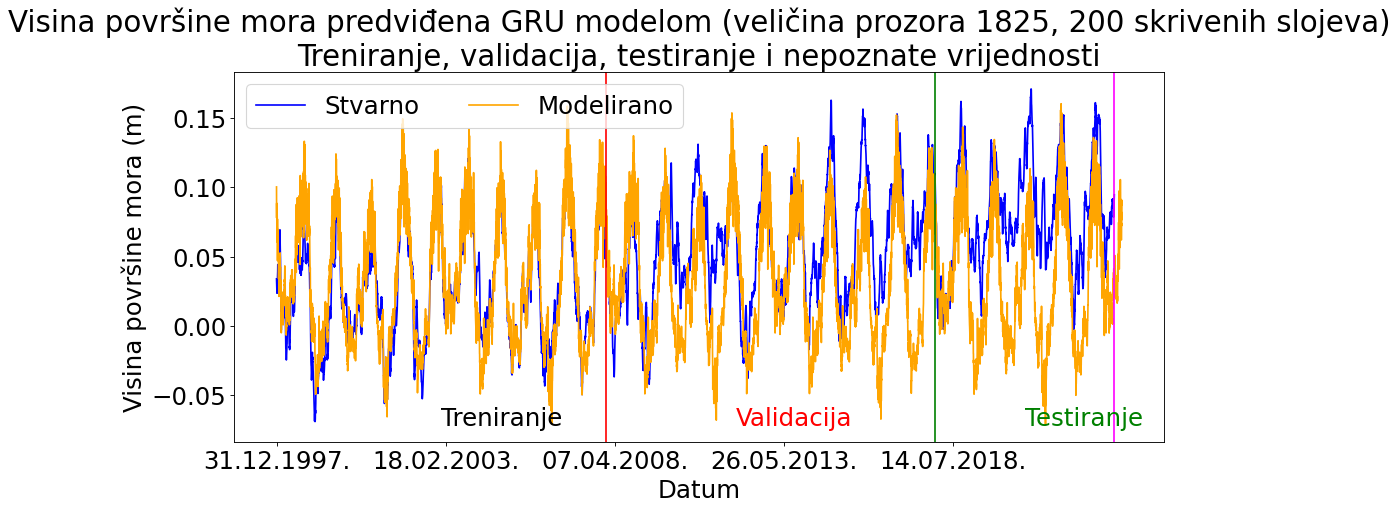 Visina površine mora predviđena GRU modelom (veličina prozora 1825, 200 skrivenih slojeva)
Treniranje, validacija, testiranje i nepoznate vrijednosti
Stvarno Modelirano
Visina površine mora (m)
0.15
0.10
0.05
0.00
−0.05
Treniranje Validacija Testiranje
31.12.1997. 18.02.2003. 07.04.2008. 26.05.2013. 14.07.2018.
Datum